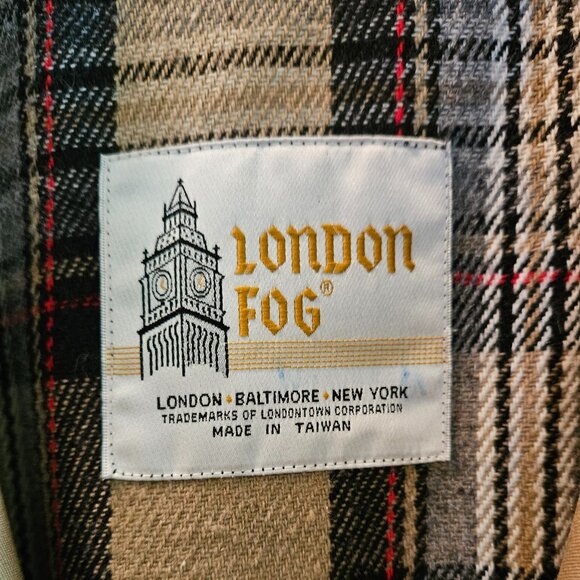 LONDON
FOG®
LONDON ♦ BALTIMORE ♦ NEW YORK
TRADEMARKS OF LONDONTOWN CORPORATION
MADE IN TAIWAN